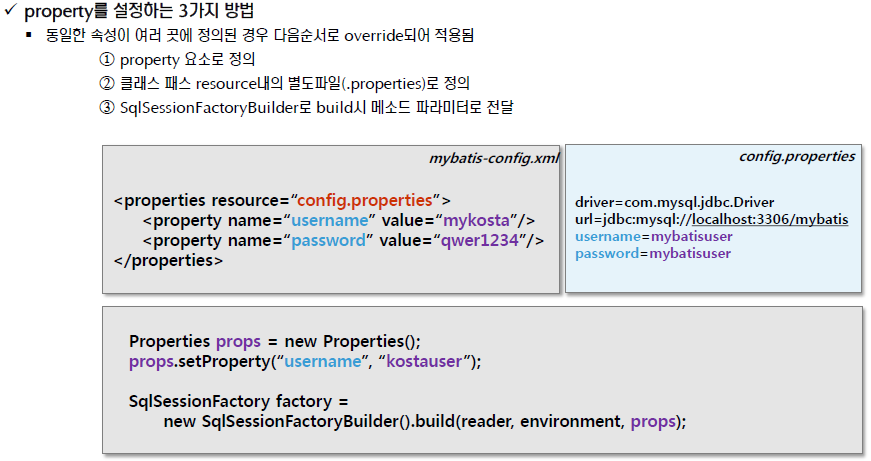 ✓ property를 설정하는 3가지 방법
▪ 동일한 속성이 여러 곳에 정의된 경우 다음순서로 override되어 적용됨
① property 요소로 정의
② 클래스 패스 resource내의 별도파일(.properties)로 정의
③ SqlSessionFactoryBuilder로 build시 메소드 파라미터로 전달
mybatis-config.xml
<properties resource=“config.properties”>
<property name=“username” value=“mykosta”/>
<property name=“password” value=“qwer1234”/>
</properties>
config.properties
driver=com.mysql.jdbc.Driver
url=jdbc:mysql://localhost:3306/mybatis
username=mybatisuser
password=mybatisuser
Properties props = new Properties();
props.setProperty(“username”, “kostauser”);
SqlSessionFactory factory =
new SqlSessionFactoryBuilder().build(reader, environment, props);